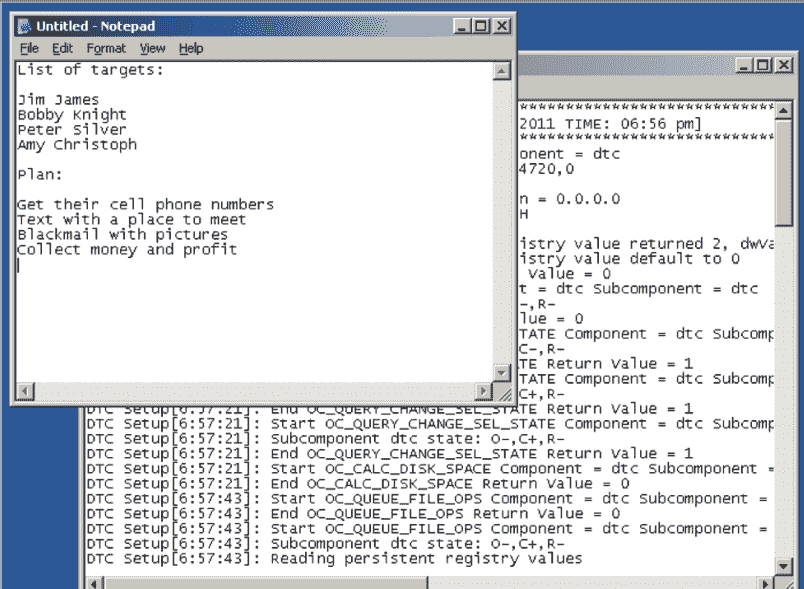 Untitled - Notepad
File Edit Format View Help
List of targets:
Jim James
Bobby Knight
Peter Silver
Amy Christoph
Plan:
Get their cell phone numbers
Text with a place to meet
Blackmail with pictures
Collect money and profit
2011 TIME: 06:56 pm]
onent = dtc
4720,0
n = 0.0.0.0
H
istry value returned 2, dwVa
istry value default to 0
Value = 0
t = dtc Subcomponent = dtc
-,R-
lue = 0
TATE Component = dtc Subcomp
C-,R-
TE Return Value = 1
TATE Component = dtc Subcomp
C+,R-
DTC Setup[6:57:21]: End OC_QUERY_CHANGE_SEL_STATE Return Value = 1
DTC Setup[6:57:21]: Start OC_QUERY_CHANGE_SEL_STATE Component = dtc Subcomp
DTC Setup[6:57:21]: Subcomponent dtc state: O-,C+,R-
DTC Setup[6:57:21]: End OC_QUERY_CHANGE_SEL_STATE Return Value = 1
DTC Setup[6:57:21]: Start OC_CALC_DISK_SPACE Component = dtc Subcomponent =
DTC Setup[6:57:21]: End OC_CALC_DISK_SPACE Return Value = 0
DTC Setup[6:57:43]: Start OC_QUEUE_FILE_OPS Component = dtc Subcomponent =
DTC Setup[6:57:43]: End OC_QUEUE_FILE_OPS Return Value = 0
DTC Setup[6:57:43]: Start OC_QUEUE_FILE_OPS Component = dtc Subcomponent =
DTC Setup[6:57:43]: Subcomponent dtc state: O-,C+,R-
DTC Setup[6:57:43]: Reading persistent registry values